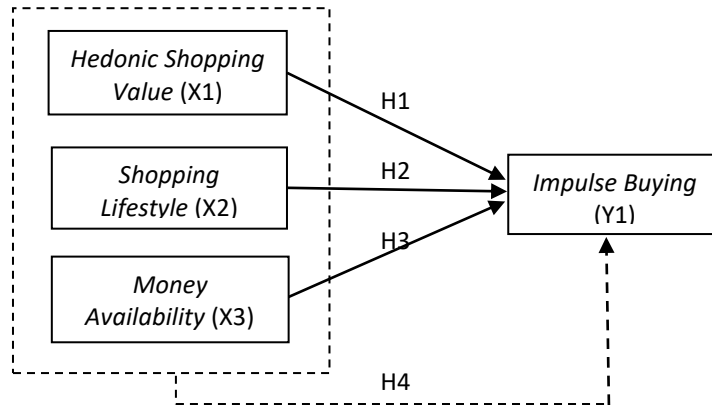 Hedonic Shopping
Value (X1)
H1
Shopping
Lifestyle (X2)
H2
Impulse Buying
(Y1)
H3
Money
Availability (X3)
H4